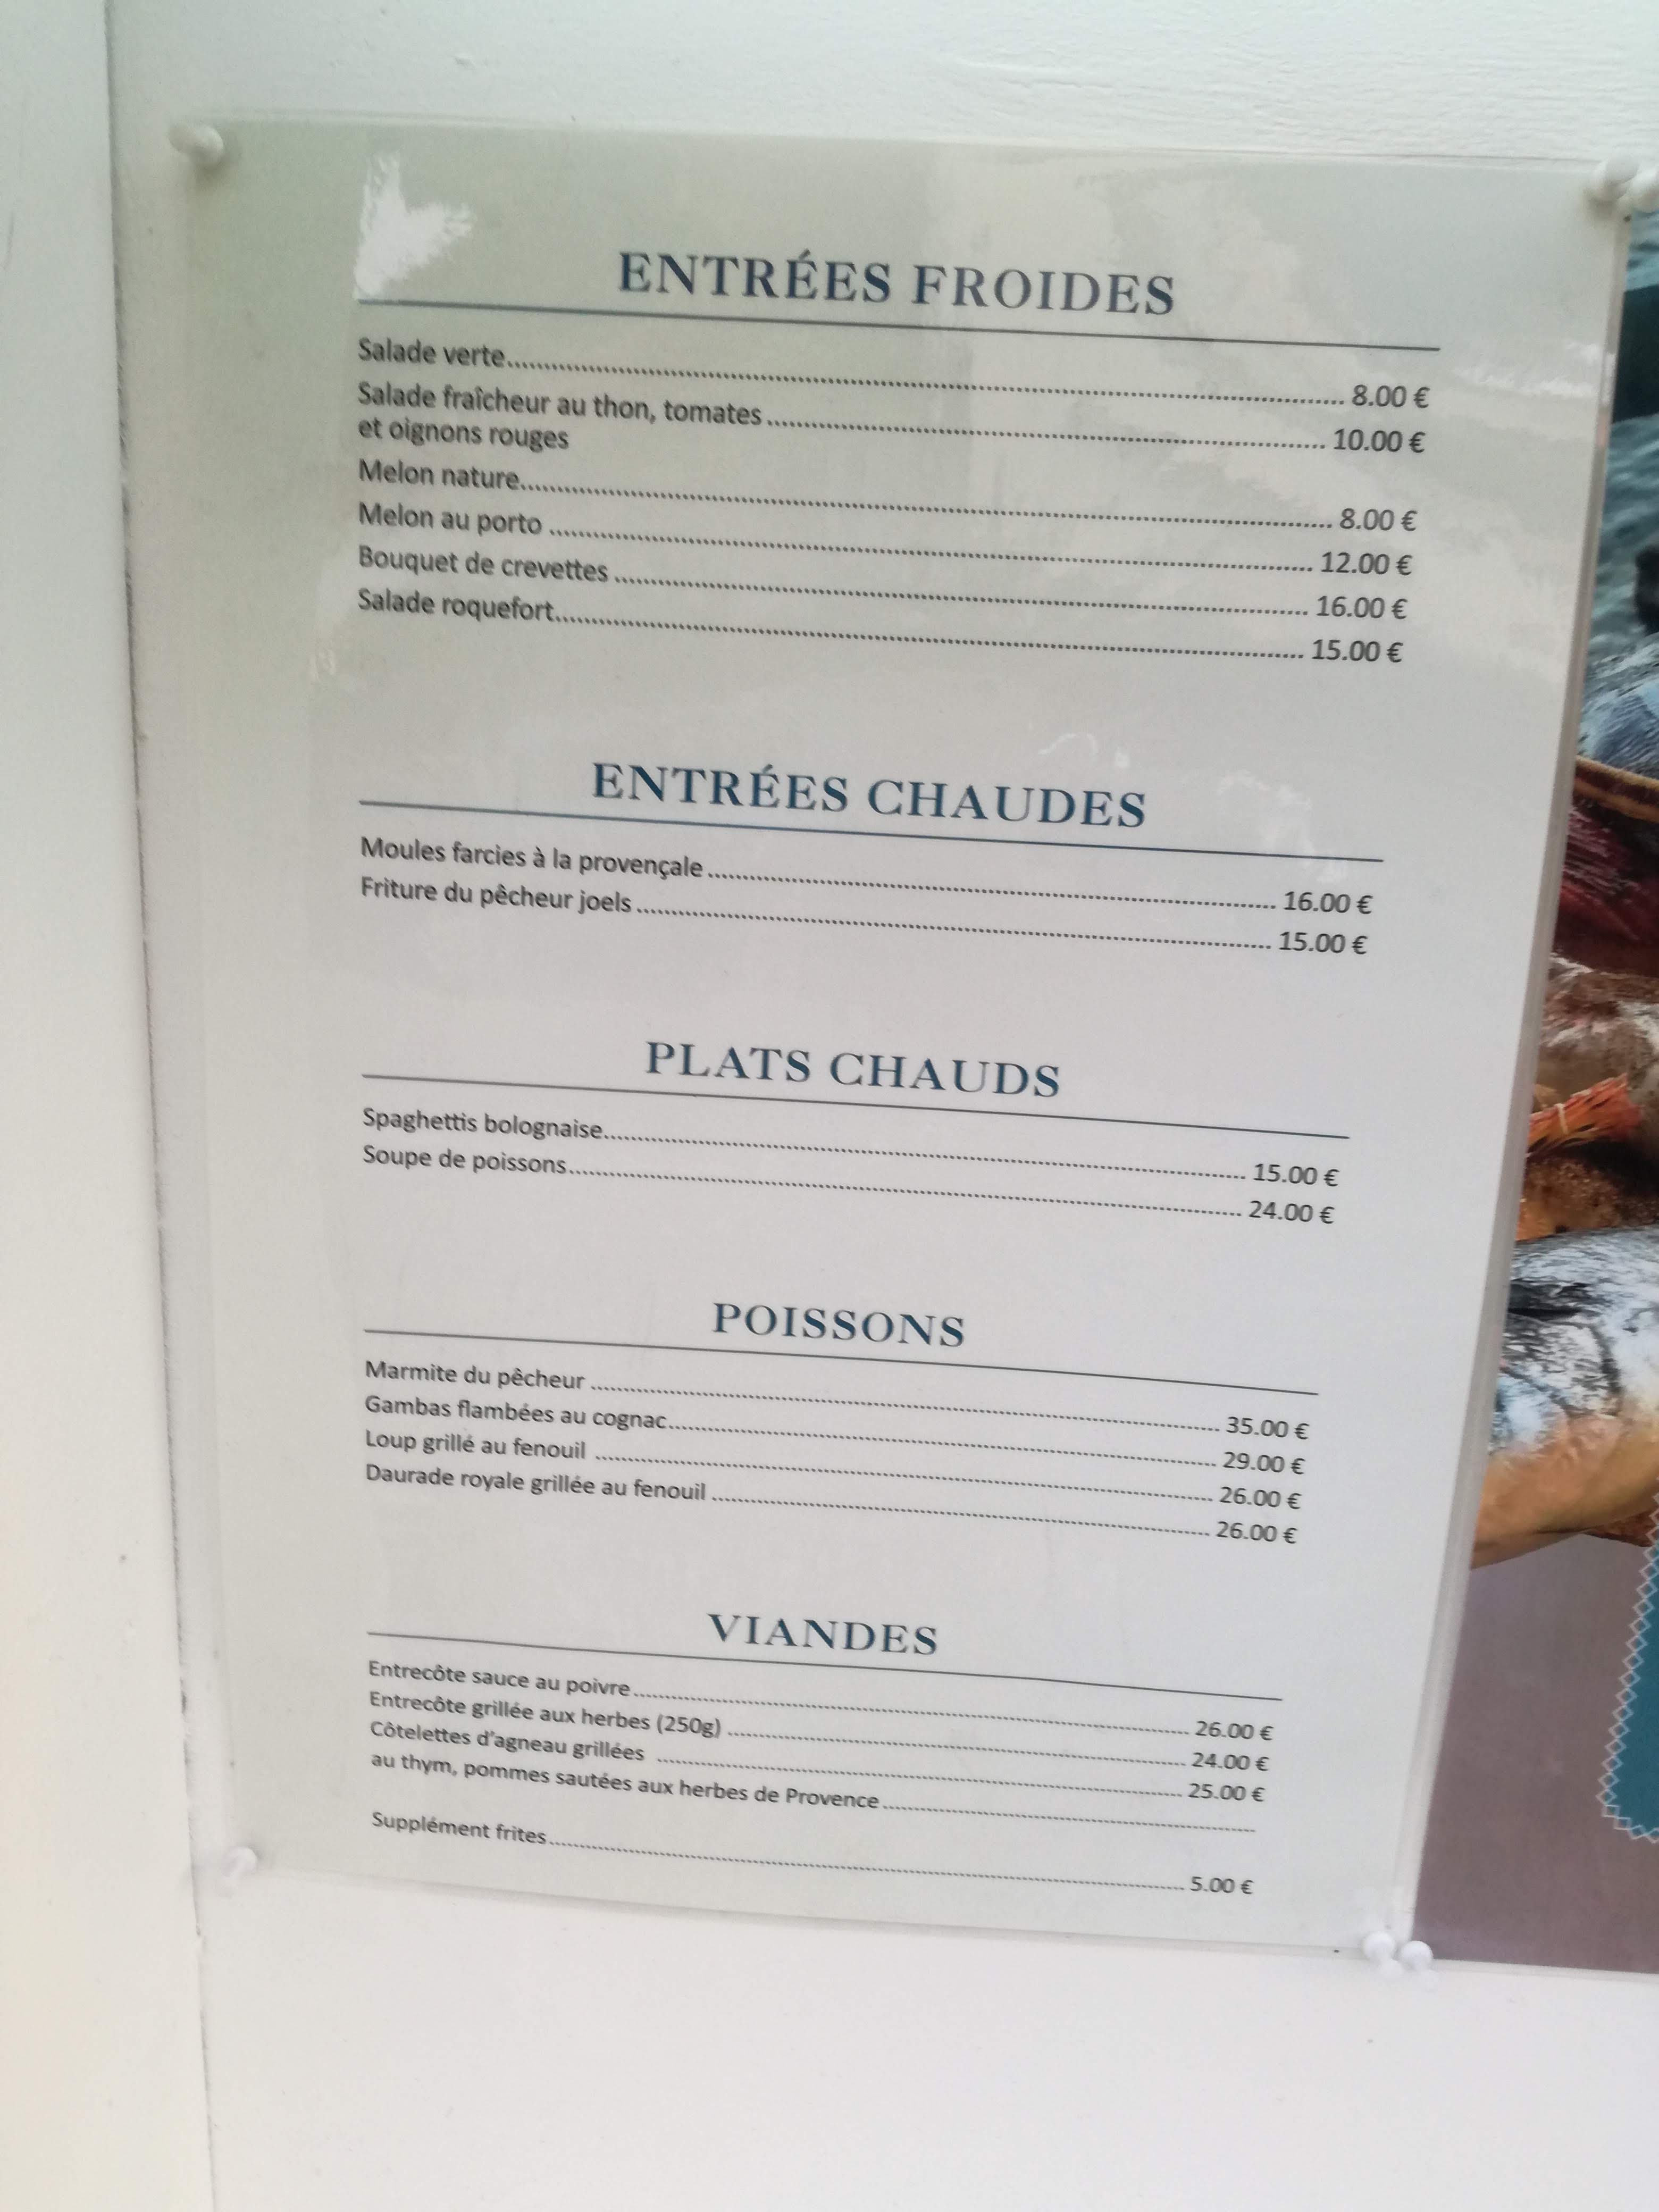 ENTRÉES FROIDES
Salade verte........ 8.00 €
Salade fraîcheur au thon, tomates ........ 10.00 €
et oignons rouges
Melon nature........ 8.00 €
Melon au porto ........ 12.00 €
Bouquet de crevettes ........ 16.00 €
Salade roquefort........ 15.00 €
ENTRÉES CHAUDES
Moules farcies à la provençale ........ 16.00 €
Friture du pêcheur joels ........ 15.00 €
PLATS CHAUDS
Spaghettis bolognaise........ 15.00 €
Soupe de poissons........ 24.00 €
POISSONS
Marmite du pêcheur ........ 35.00 €
Gambas flambées au cognac........ 29.00 €
Loup grillé au fenouil ........ 26.00 €
Daurade royale grillée au fenouil ........ 26.00 €
VIANDES
Entrecôte sauce au poivre........ 26.00 €
Entrecôte grillée aux herbes (250g) ........ 24.00 €
Côtelettes d'agneau grillées ........ 25.00 €
au thym, pommes sautées aux herbes de Provence........
Supplément frites........ 5.00 €